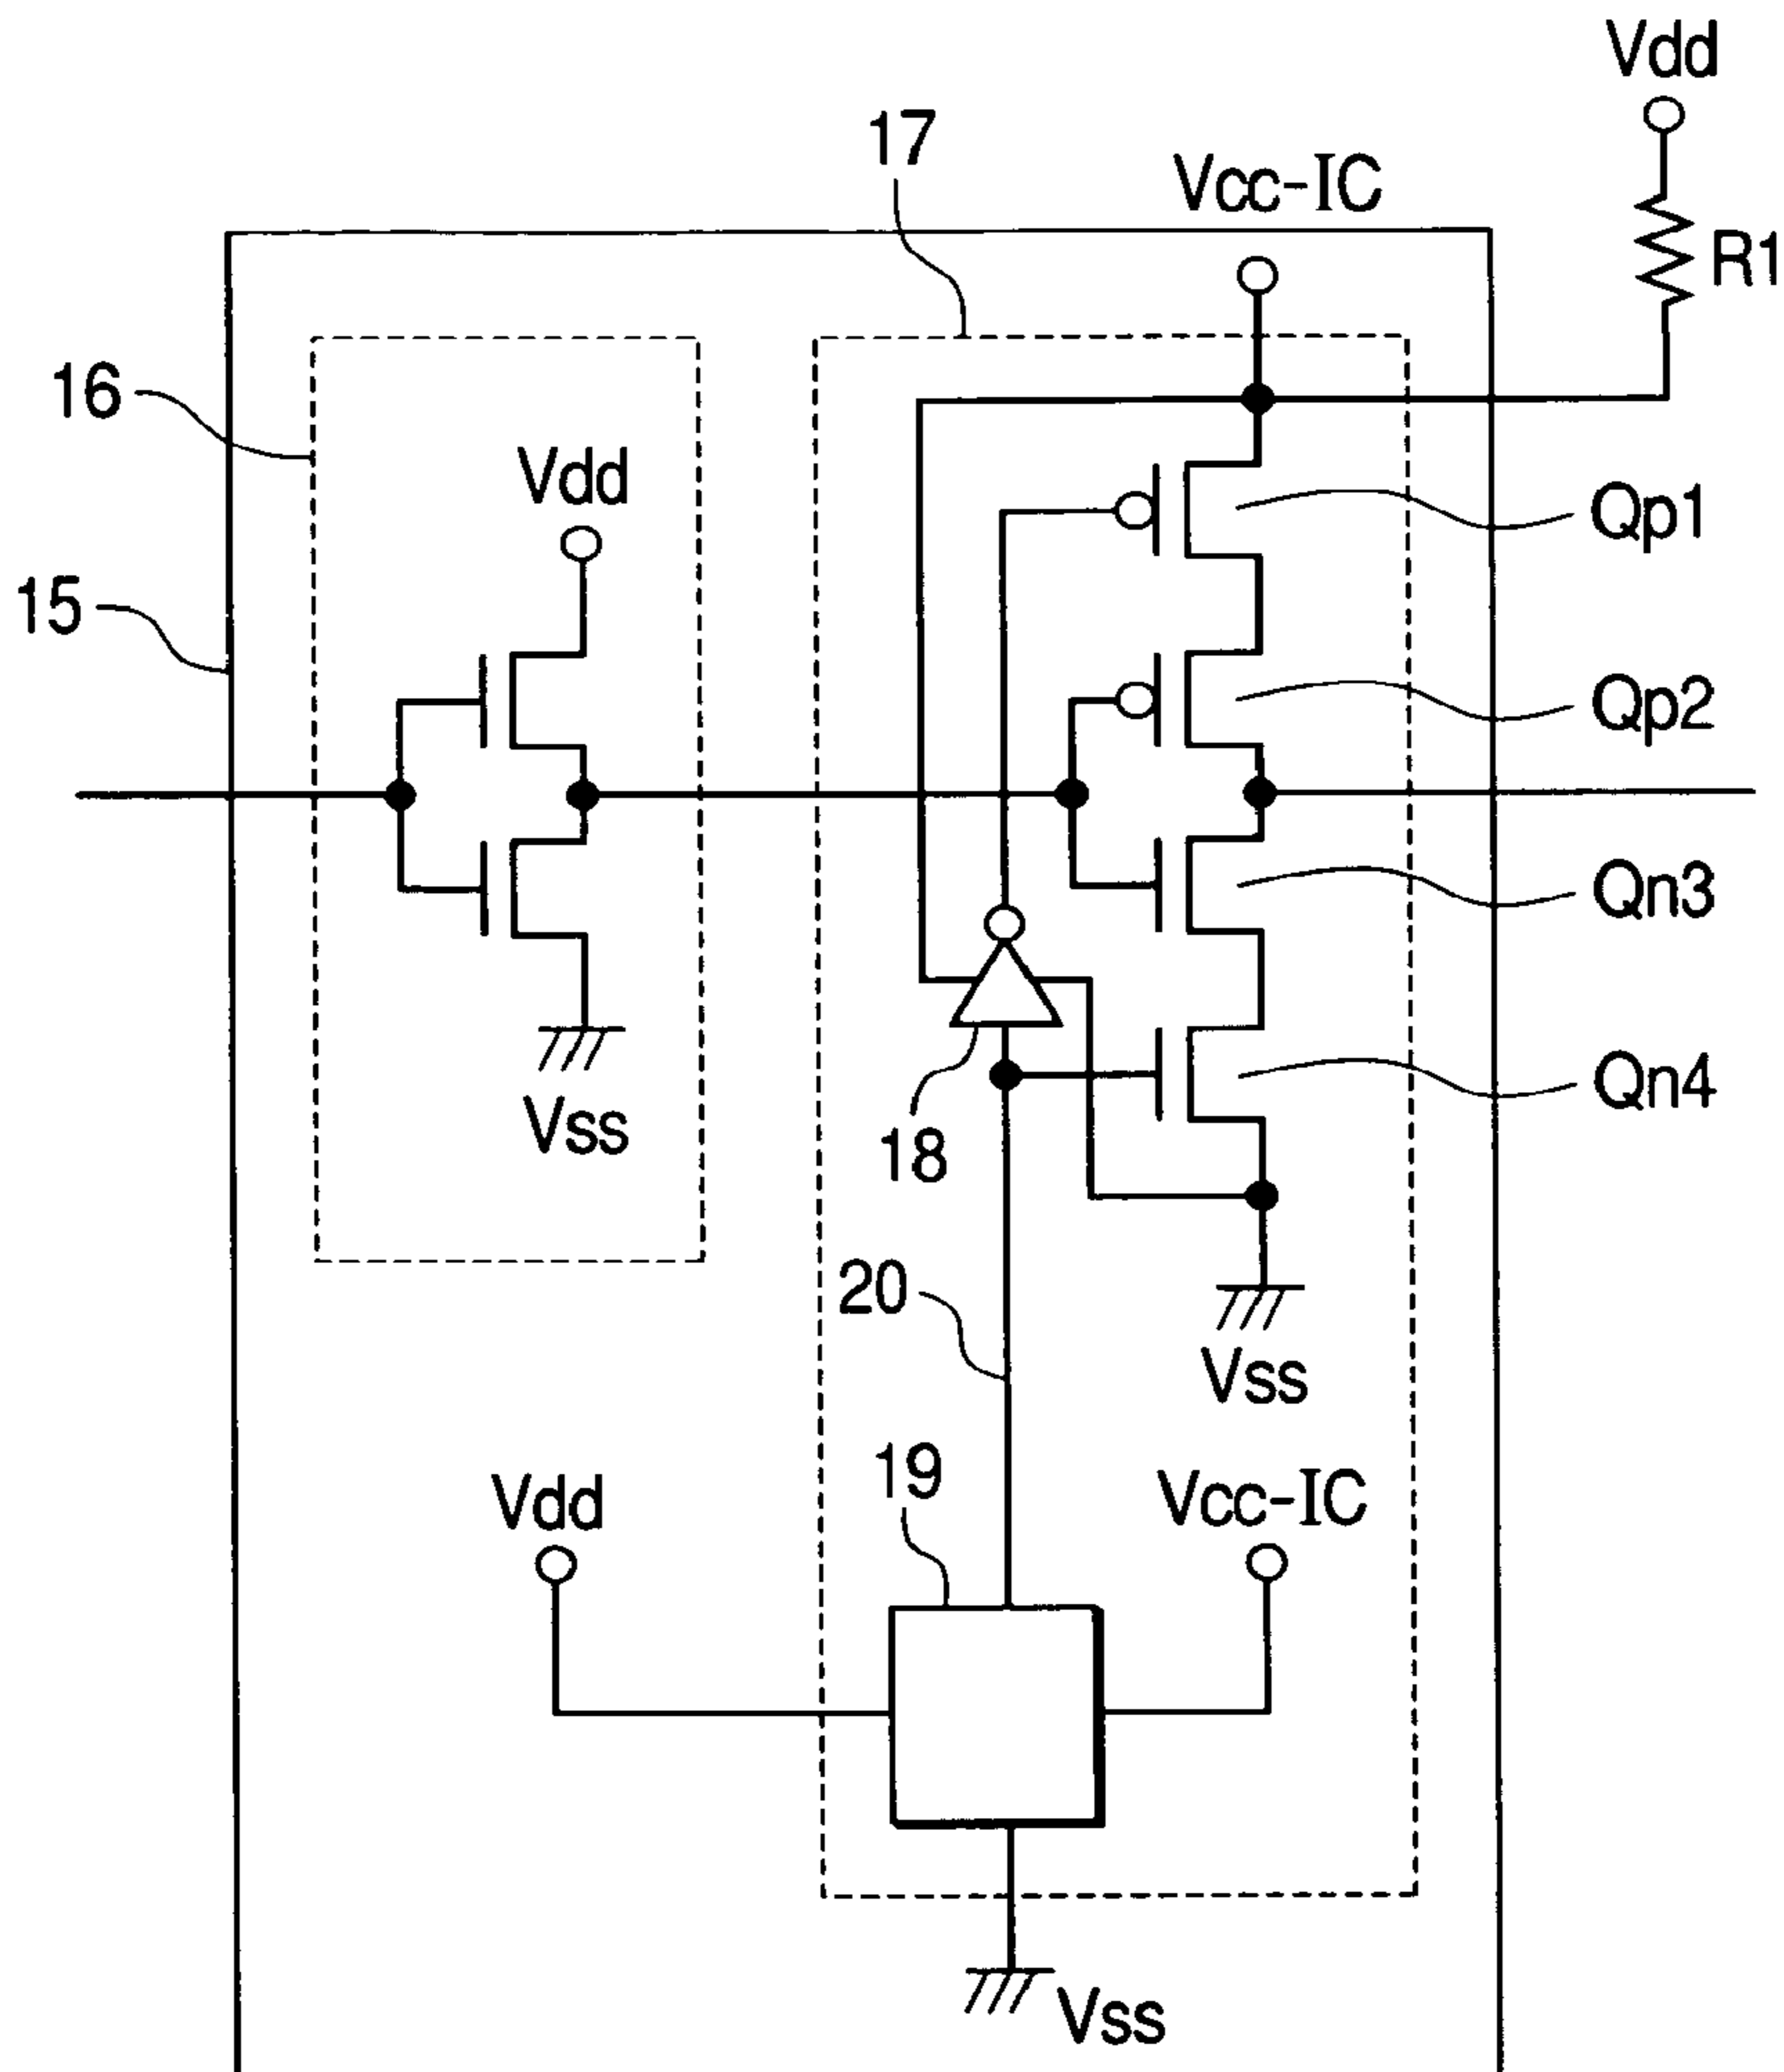 Vdd
17
Vcc-IC
R1
16
Vdd
Qp1
15
Qp2
Qn3
Qn4
Vss
18
20
Vss
19
Vdd
Vcc-IC
Vss